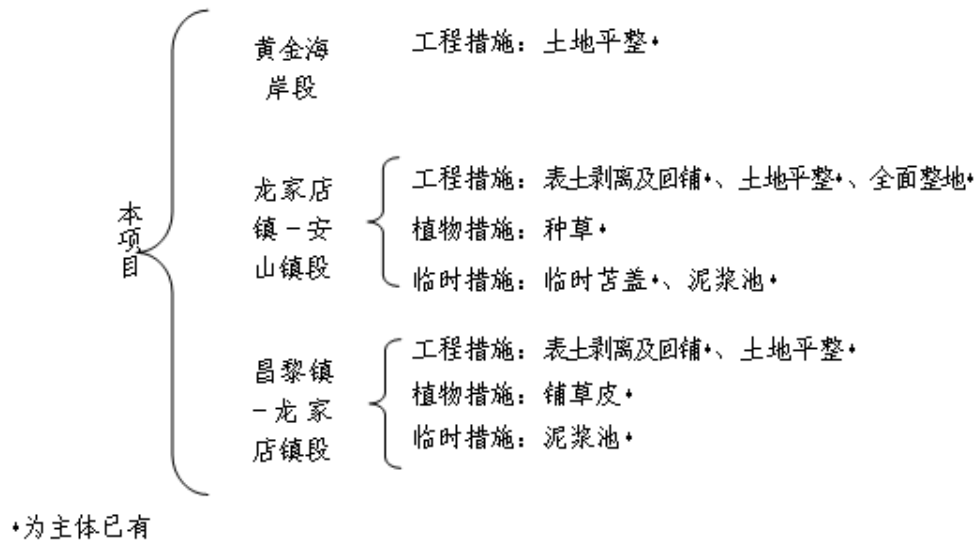 本项目
黄金海
岸段
工程措施：土地平整♦
龙家店
镇－安
山镇段
工程措施：表土剥离及回铺♦、土地平整♦、全面整地♦
植物措施：种草♦
临时措施：临时苫盖♦、泥浆池♦
昌黎镇
－龙家
店镇段
工程措施：表土剥离及回铺♦、土地平整♦
植物措施：铺草皮♦
临时措施：泥浆池♦
♦为主体已有